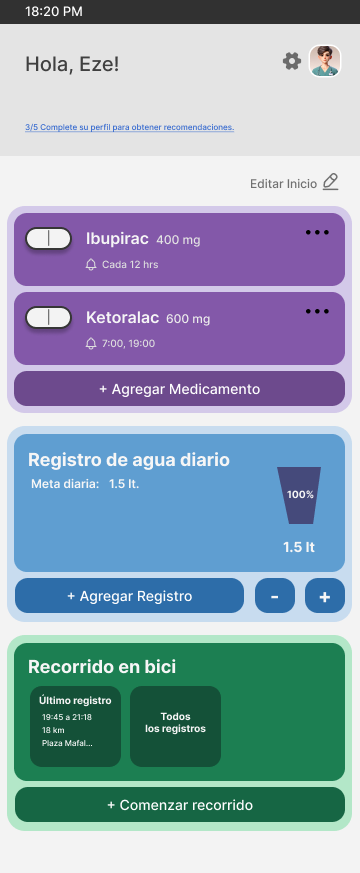 18:20 PM
Hola, Eze!
3/5 Complete su perfil para obtener recomendaciones.
Editar Inicio
Ibupirac 400 mg
Cada 12 hrs
Ketoralac 600 mg
7:00, 19:00
+ Agregar Medicamento
Registro de agua diario
Meta diaria: 1.5 lt.
100%
1.5 lt
+ Agregar Registro - +
Recorrido en bici
Último registro
19:45 a 21:18
18 km
Plaza Mafal...
Todos
los registros
+ Comenzar recorrido